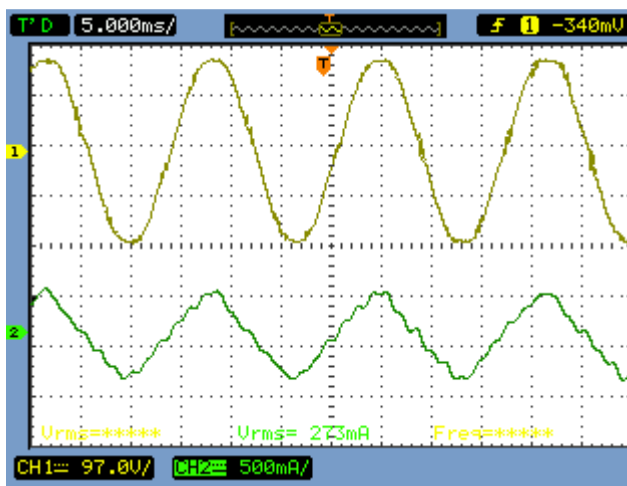 T'D 5.000ms/ T f 1 -340mV
T
1
2
Vrms=***** Vrms= 273mA Freq=*****
CH1 97.0V/ CH2 500mA/